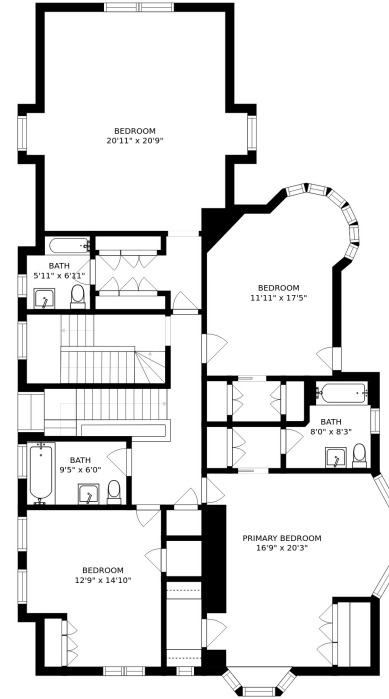 BEDROOM
20'11" x 20'9"
BATH
5'11" x 6'11"
BEDROOM
11'11" x 17'5"
BATH
8'0" x 8'3"
BATH
9'5" x 6'0"
PRIMARY BEDROOM
16'9" x 20'3"
BEDROOM
12'9" x 14'10"